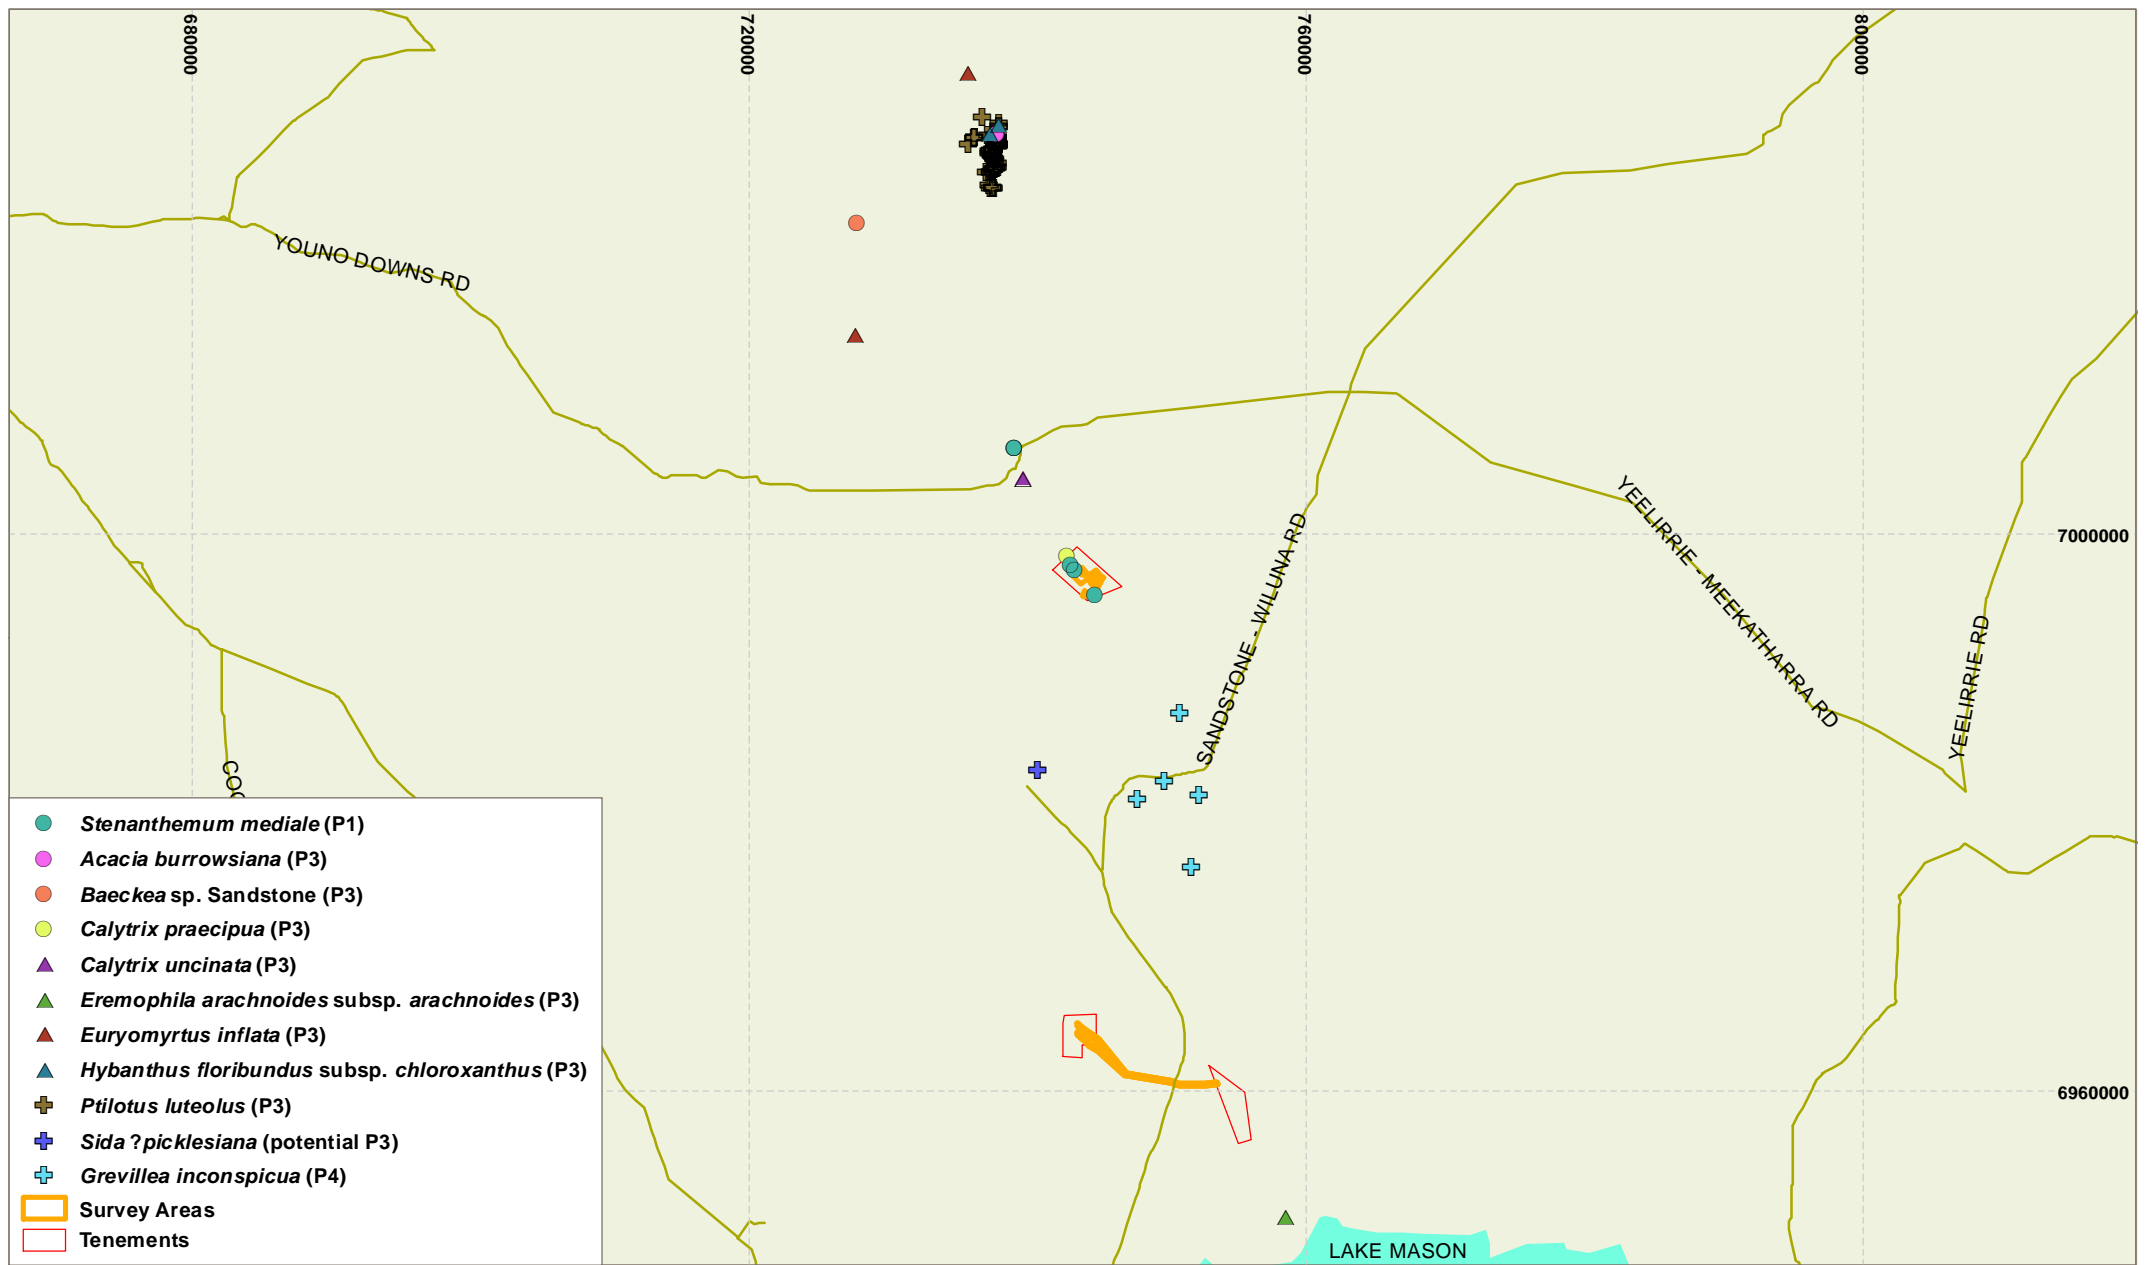 680000
720000
760000
800000
YOUNO DOWNS RD
7000000
SANDSTONE - WILUNA RD
YEELIRRIE - MEEKATHARRA RD
YEELIRRIE RD
COO
Stenanthemum mediale (P1)
Acacia burrowsiana (P3)
Baeckea sp. Sandstone (P3)
Calytrix praecipua (P3)
Calytrix uncinata (P3)
Eremophila arachnoides subsp. arachnoides (P3)
Euryomyrtus inflata (P3)
Hybanthus floribundus subsp. chloroxanthus (P3)
Ptilotus luteolus (P3)
Sida ?picklesiana (potential P3)
Grevillea inconspicua (P4)
Survey Areas
Tenements
6960000
LAKE MASON